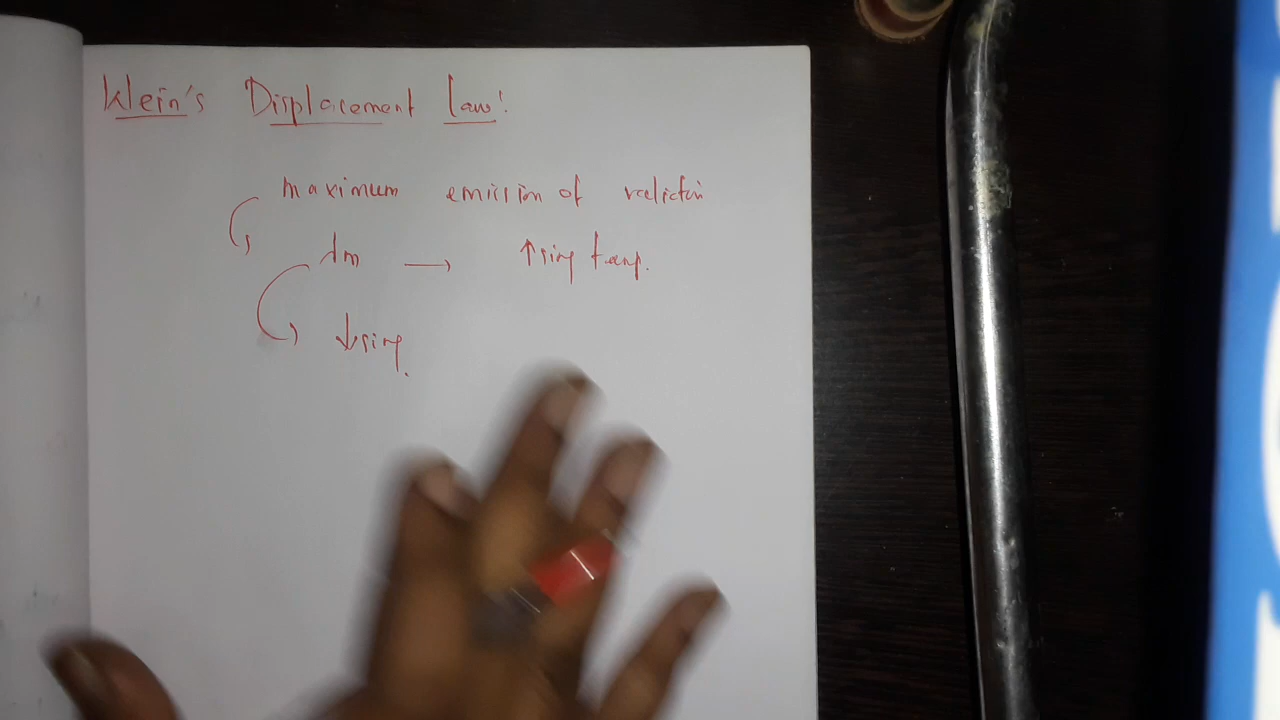 Wein's Displacement law:
maximum emission of radiation
λm → ↑sing temp.
↓sing.